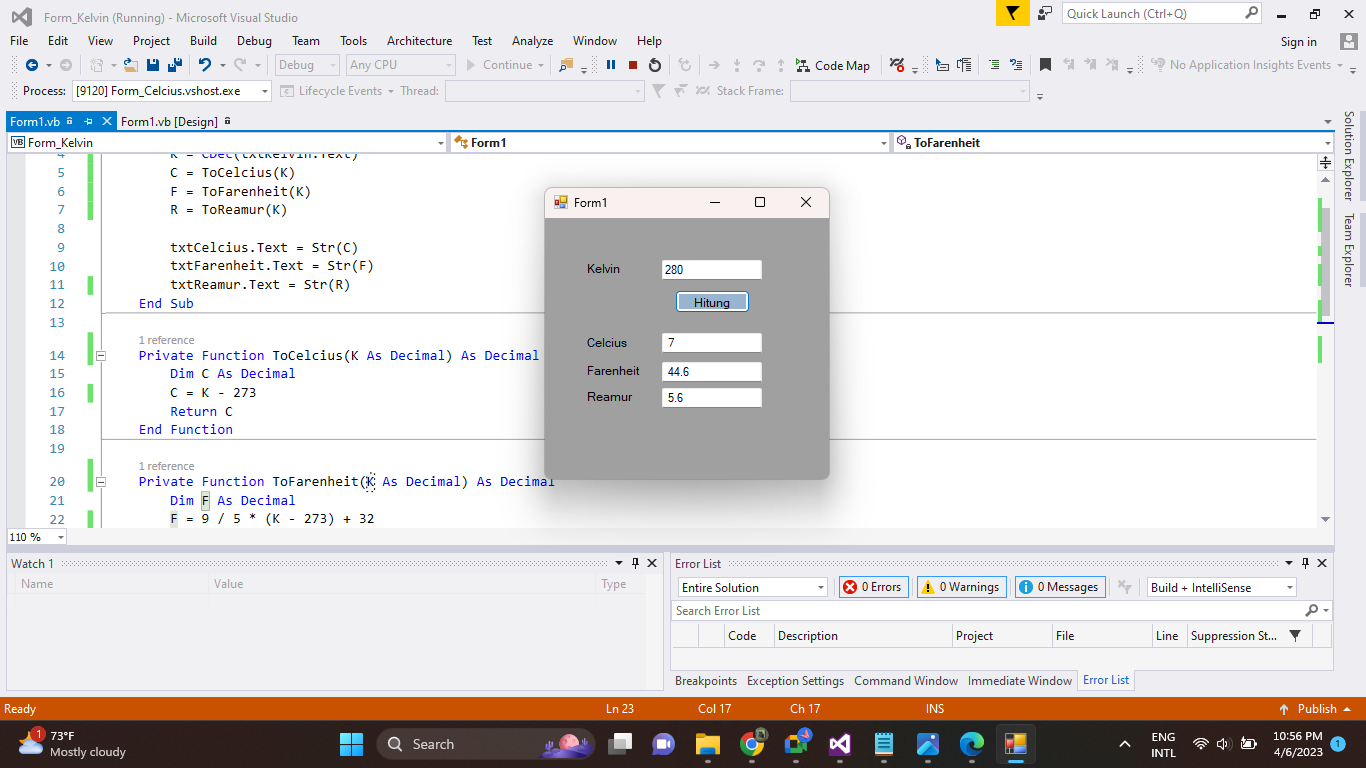 Form_Kelvin (Running) - Microsoft Visual Studio
Quick Launch (Ctrl+Q)
File Edit View Project Build Debug Team Tools Architecture Test Analyze Window Help
Sign in
Debug Any CPU Continue Code Map No Application Insights Events
Process: [9120] Form_Celcius.vshost.exe Lifecycle Events Thread: Stack Frame:
Form1.vb Form1.vb [Design]
VB Form_Kelvin Form1 ToFarenheit
4 K = CDec(txtKelvin.Text)
5 C = ToCelcius(K)
6 F = ToFarenheit(K)
7 R = ToReamur(K)
8
9 txtCelcius.Text = Str(C)
10 txtFarenheit.Text = Str(F)
11 txtReamur.Text = Str(R)
12 End Sub
13
1 reference
14 Private Function ToCelcius(K As Decimal) As Decimal
15 Dim C As Decimal
16 C = K - 273
17 Return C
18 End Function
19
1 reference
20 Private Function ToFarenheit(K As Decimal) As Decimal
21 Dim F As Decimal
22 F = 9 / 5 * (K - 273) + 32
110 %
Form1
Kelvin 280
Hitung
Celcius 7
Farenheit 44.6
Reamur 5.6
Solution Explorer
Team Explorer
Watch 1
Name Value Type
Error List
Entire Solution 0 Errors 0 Warnings 0 Messages Build + IntelliSense
Search Error List
Code Description Project File Line Suppression St...
Breakpoints Exception Settings Command Window Immediate Window Error List
Ready Ln 23 Col 17 Ch 17 INS Publish
1
73°F
Mostly cloudy
Search
ENG
INTL
10:56 PM
4/6/2023
1